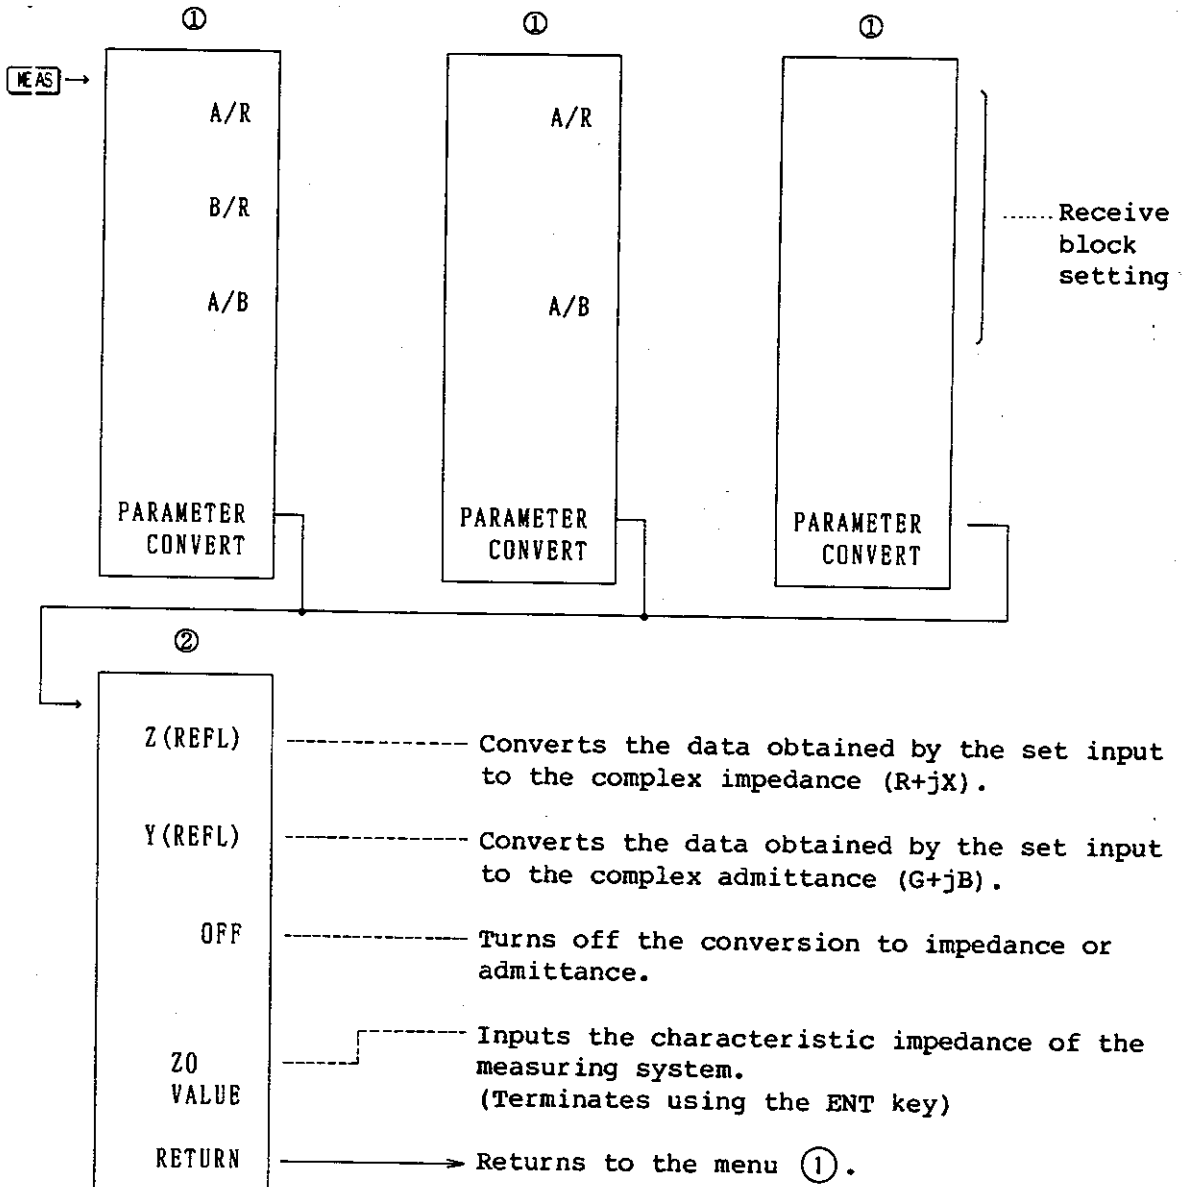 ① ① ①
MEAS →
A/R A/R
B/R
A/B A/B
Receive
block
setting
PARAMETER
CONVERT
PARAMETER
CONVERT
PARAMETER
CONVERT
②
Z(REFL) Converts the data obtained by the set input
to the complex impedance (R+jX).
Y(REFL) Converts the data obtained by the set input
to the complex admittance (G+jB).
OFF Turns off the conversion to impedance or
admittance.
Z0
VALUE
Inputs the characteristic impedance of the
measuring system.
(Terminates using the ENT key)
RETURN Returns to the menu ①.